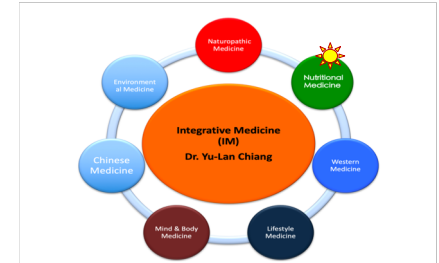 Naturopathic
Medicine
Nutritional
Medicine
Environment
al Medicine
Integrative Medicine
(IM)
Dr. Yu-Lan Chiang
Chinese
Medicine
Western
Medicine
Mind & Body
Medicine
Lifestyle
Medicine